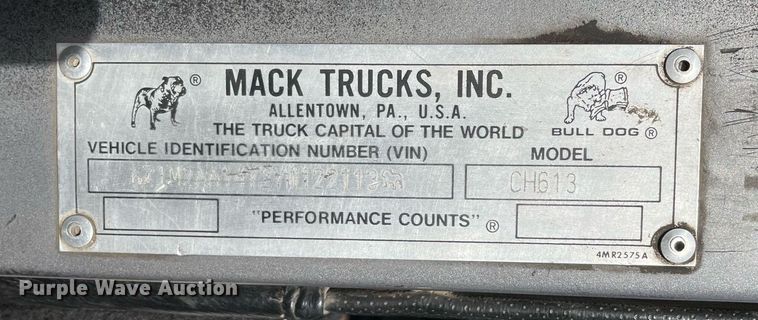 MACK TRUCKS, INC.
ALLENTOWN, PA., U.S.A.
THE TRUCK CAPITAL OF THE WORLD
® BULL DOG ®
VEHICLE IDENTIFICATION NUMBER (VIN) MODEL
CH613
"PERFORMANCE COUNTS" ®
4MR2575A
Purple Wave Auction